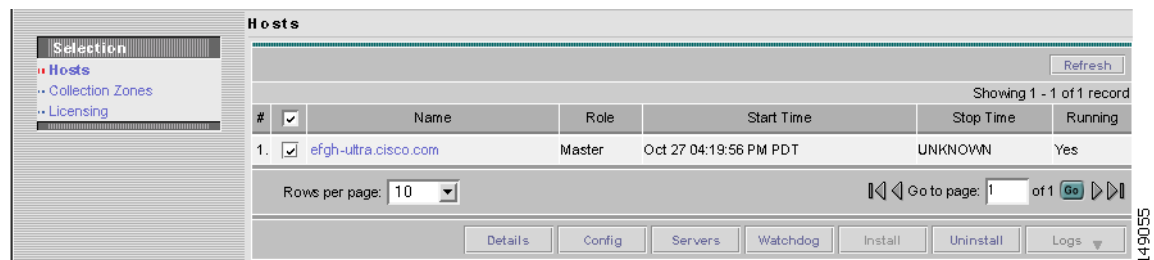 Hosts
Selection
Hosts
Collection Zones
Licensing
Refresh
Showing 1 - 1 of 1 record
# Name Role Start Time Stop Time Running
1. efgh-ultra.cisco.com Master Oct 27 04:19:56 PM PDT UNKNOWN Yes
Rows per page: 10 Go to page: 1 of 1 Go
Details Config Servers Watchdog Install Uninstall Logs
149055